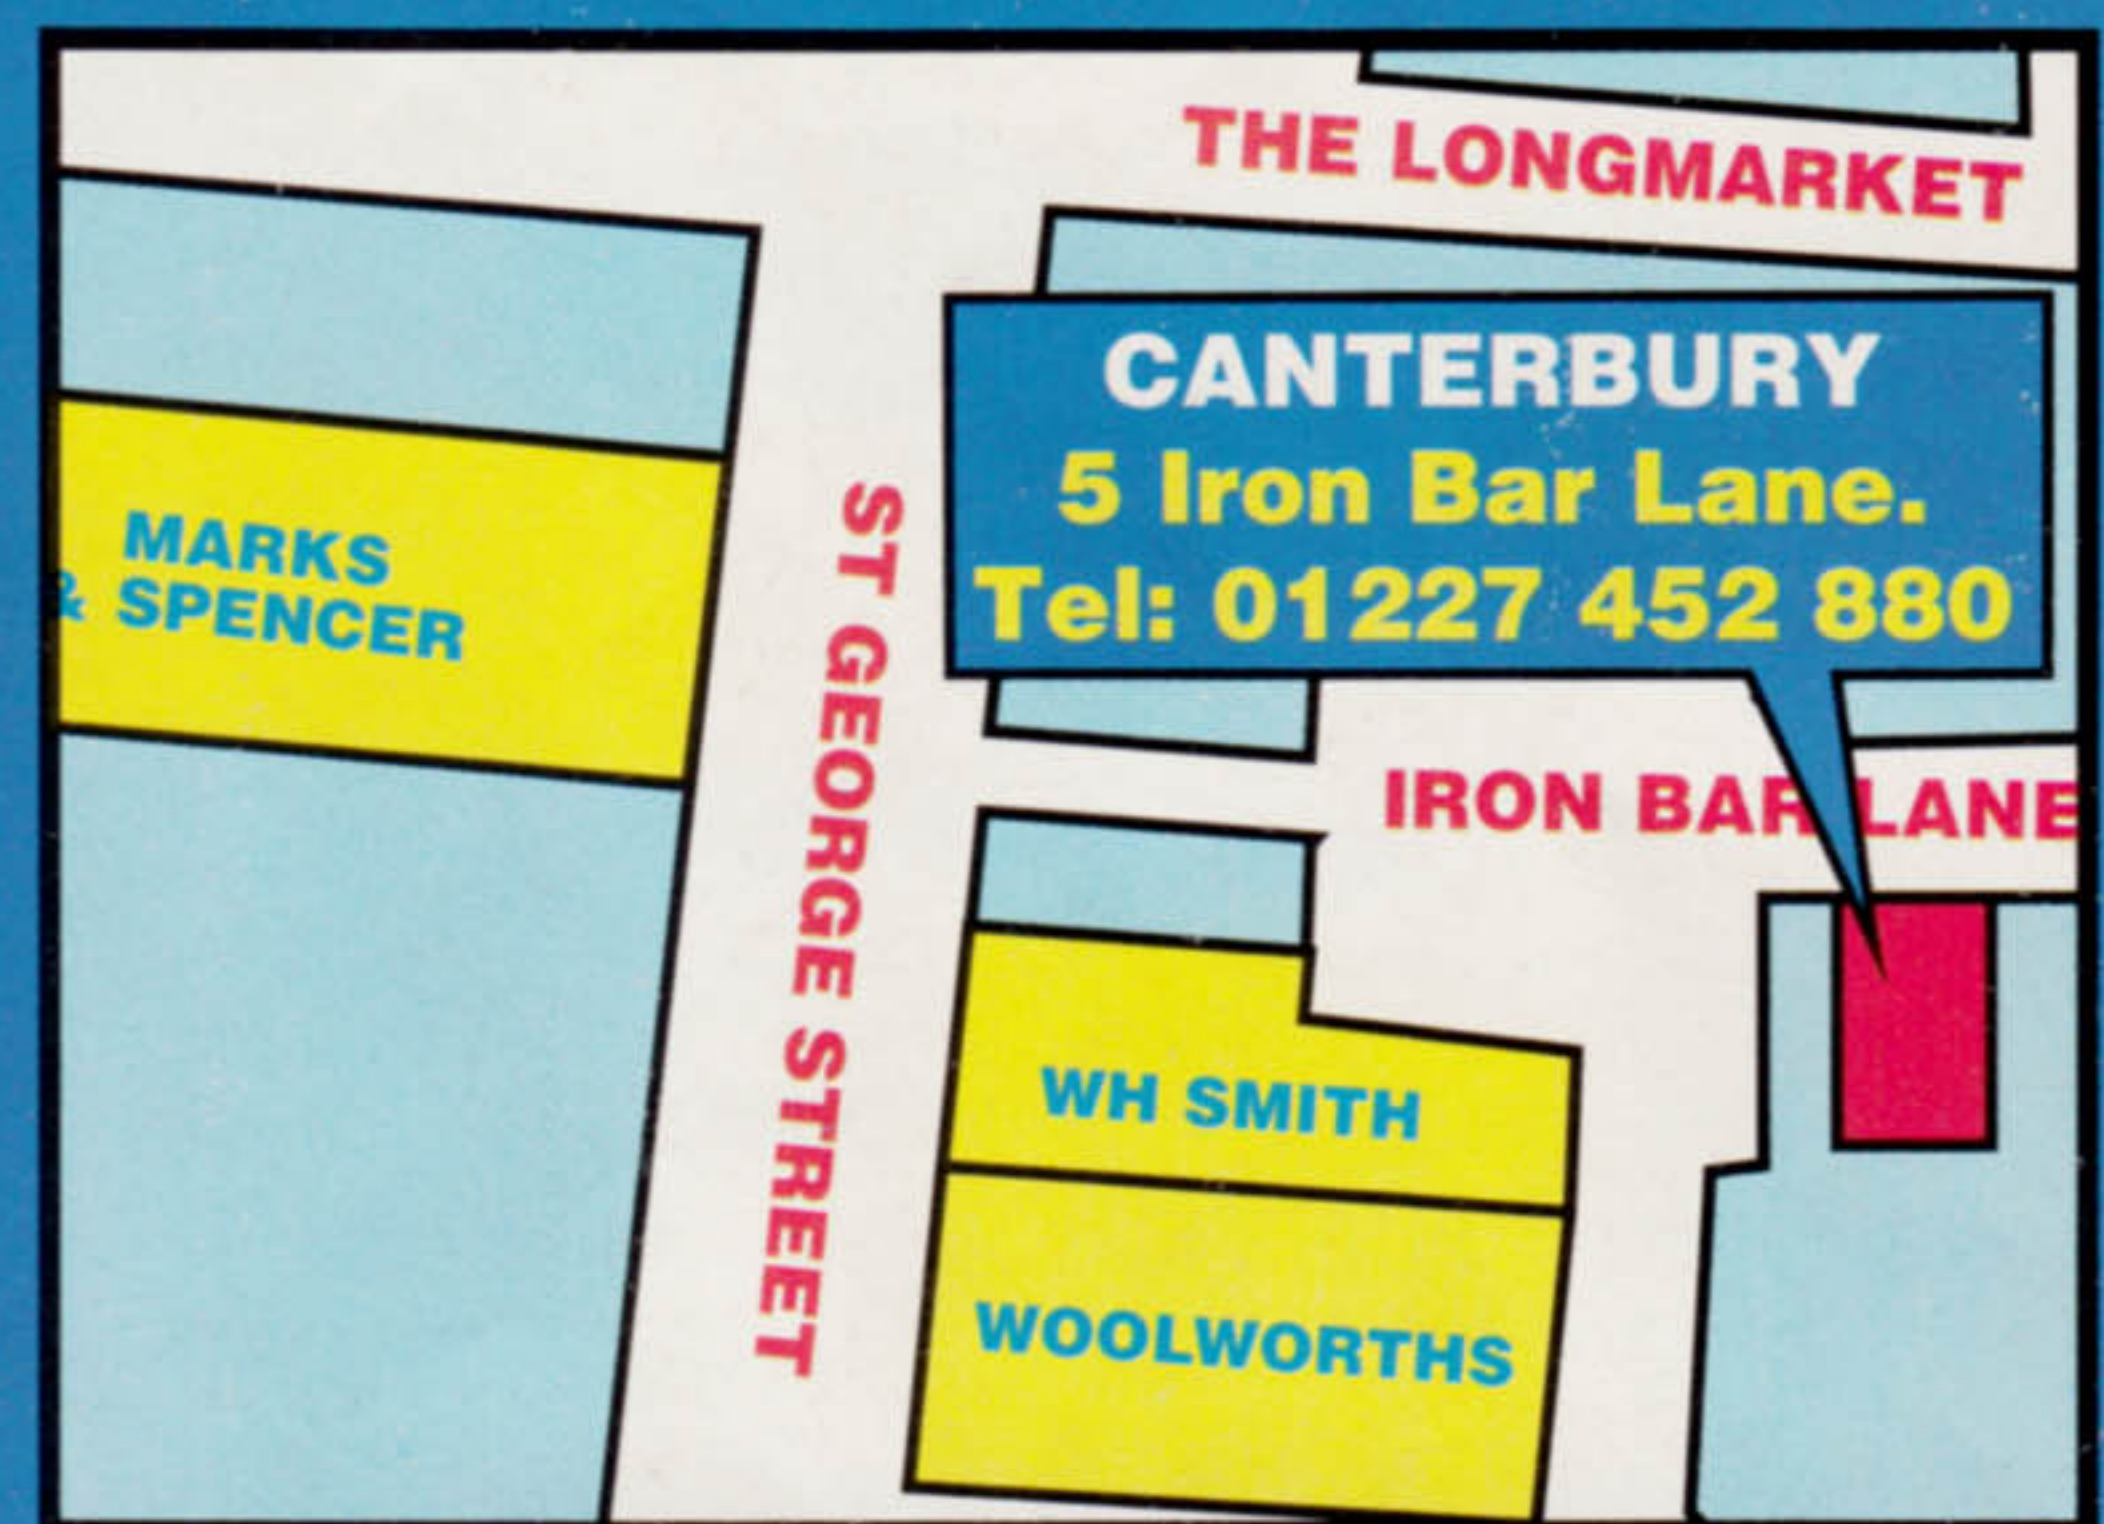 THE LONGMARKET
CANTERBURY
5 Iron Bar Lane.
Tel: 01227 452 880
MARKS
& SPENCER
ST GEORGE STREET
IRON BAR LANE
WH SMITH
WOOLWORTHS